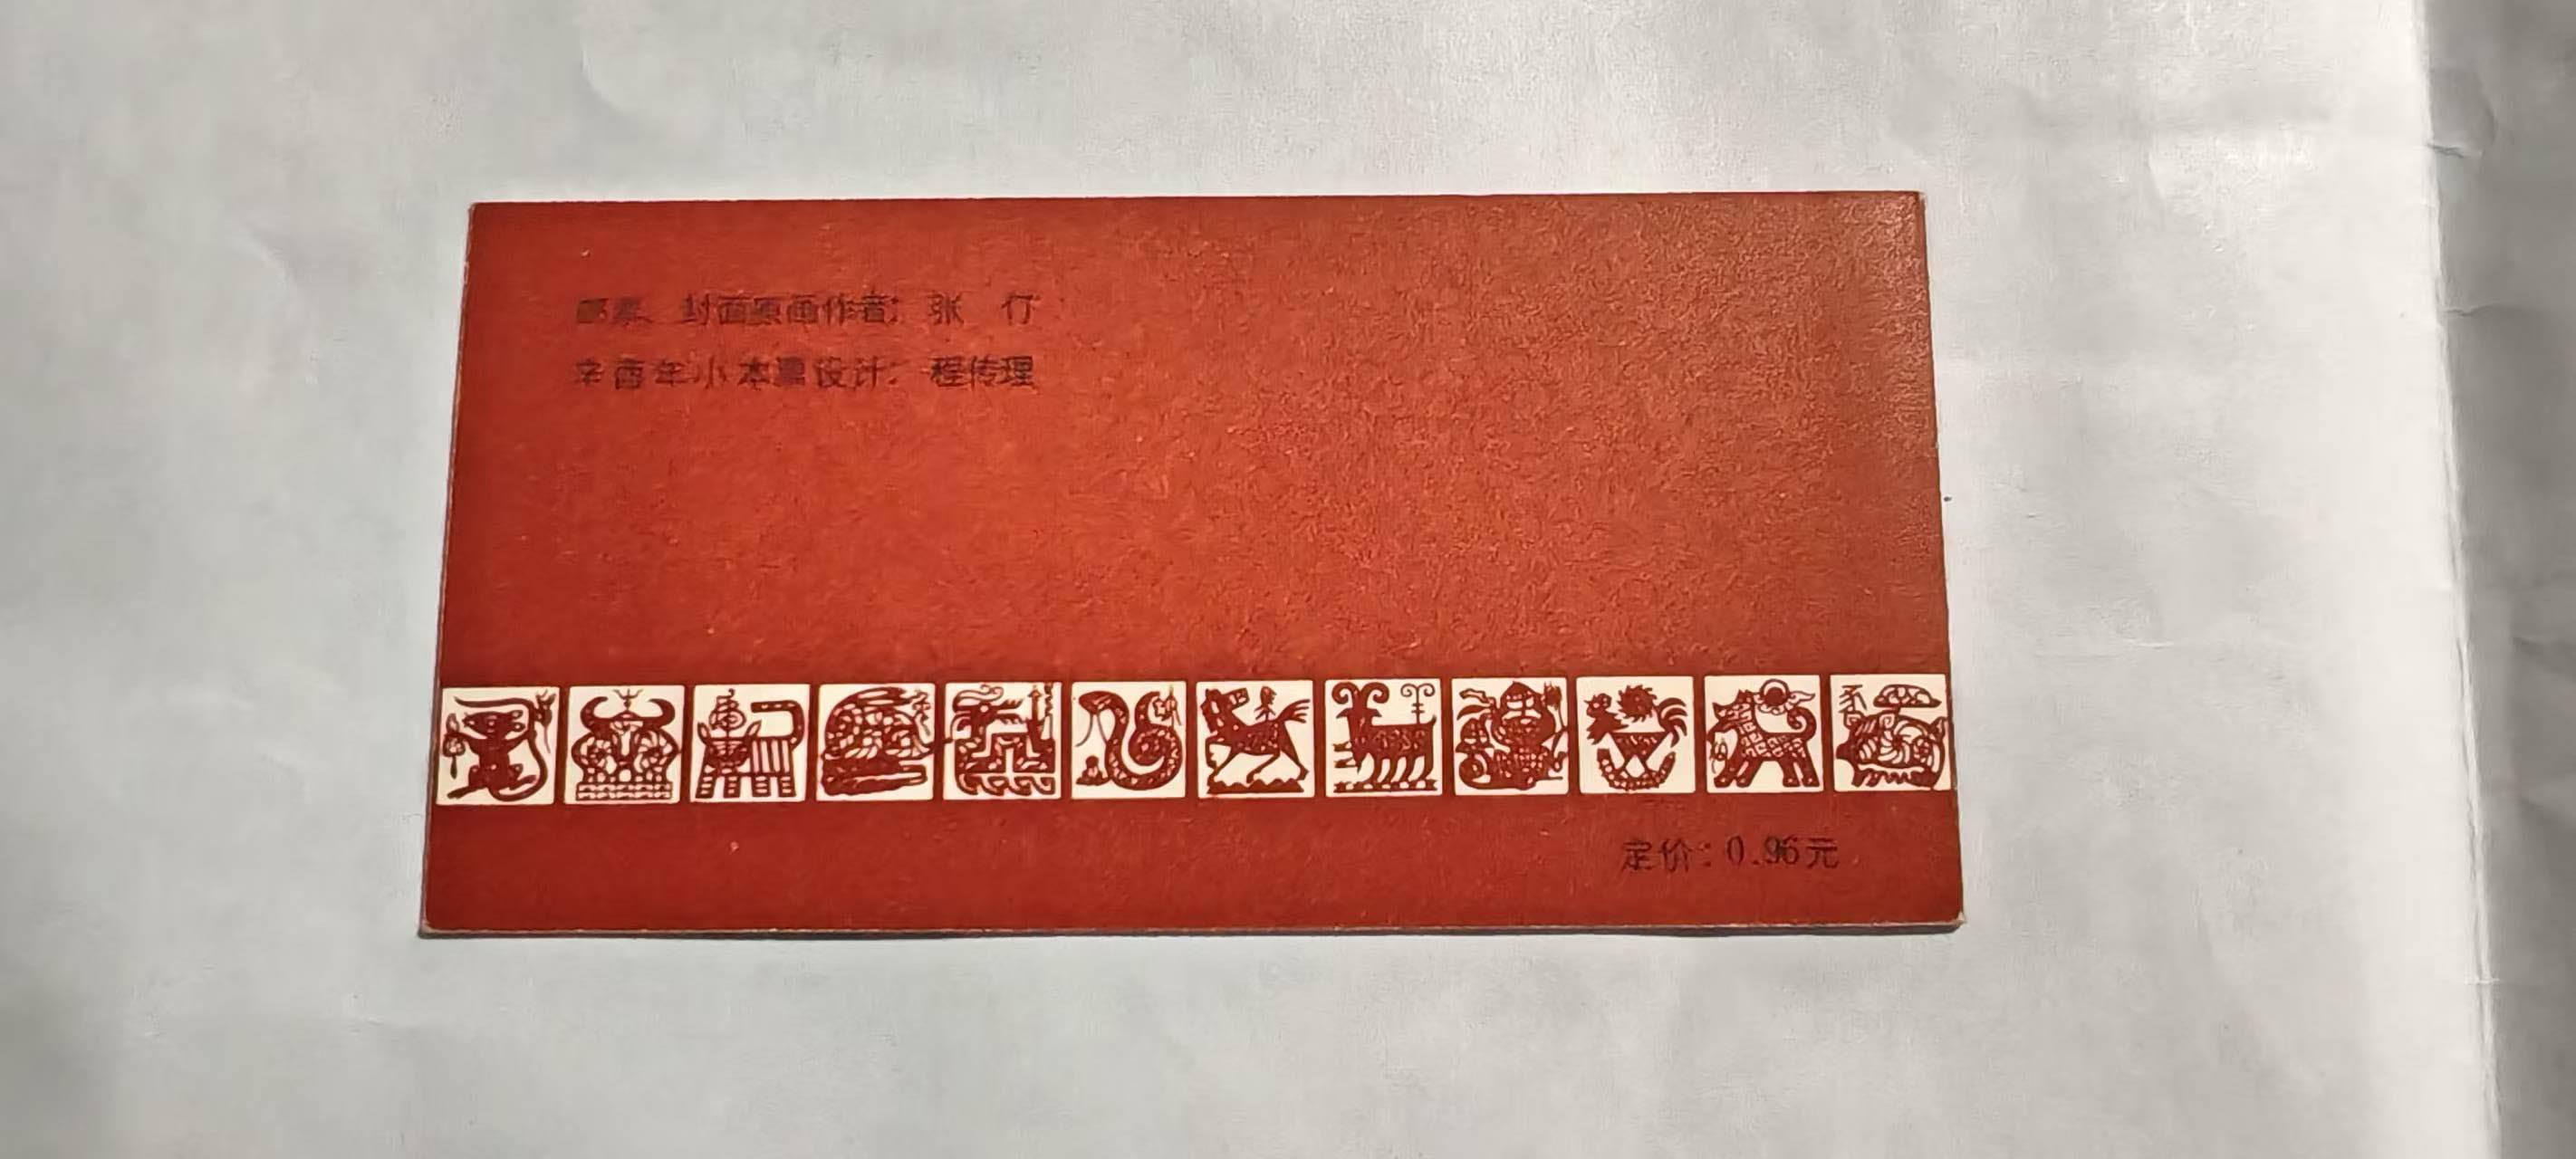 邮票、封面原画作者：张　仃
辛酉年小本票设计：程传理
定价：0.96元